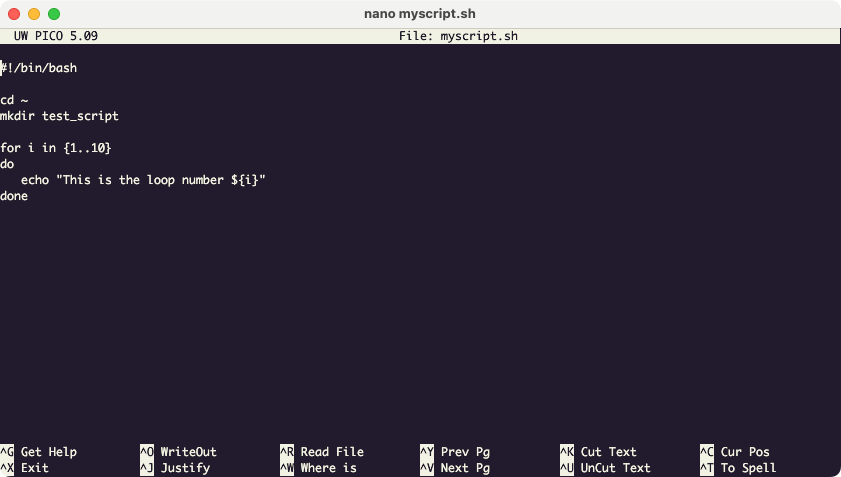 nano myscript.sh
UW PICO 5.09 File: myscript.sh
#!/bin/bash
cd ~
mkdir test_script
for i in {1..10}
do
   echo "This is the loop number ${i}"
done
^G Get Help ^O WriteOut ^R Read File ^Y Prev Pg ^K Cut Text ^C Cur Pos
^X Exit ^J Justify ^W Where is ^V Next Pg ^U UnCut Text ^T To Spell